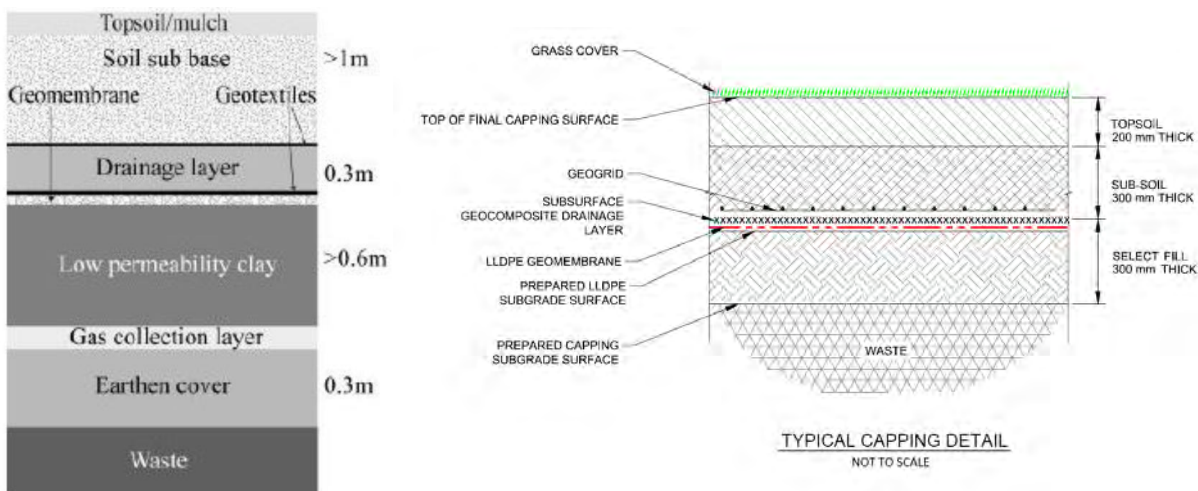 Topsoil/mulch
Soil sub base
>1m
Geomembrane
Geotextiles
Drainage layer
0.3m
Low permeability clay
>0.6m
Gas collection layer
Earthen cover
0.3m
Waste
GRASS COVER
TOP OF FINAL CAPPING SURFACE
GEOGRID
SUBSURFACE
GEOCOMPOSITE DRAINAGE
LAYER
LLDPE GEOMEMBRANE
PREPARED LLDPE
SUBGRADE SURFACE
PREPARED CAPPING
SUBGRADE SURFACE
TOPSOIL
200 mm THICK
SUB-SOIL
300 mm THICK
SELECT FILL
300 mm THICK
WASTE
TYPICAL CAPPING DETAIL
NOT TO SCALE